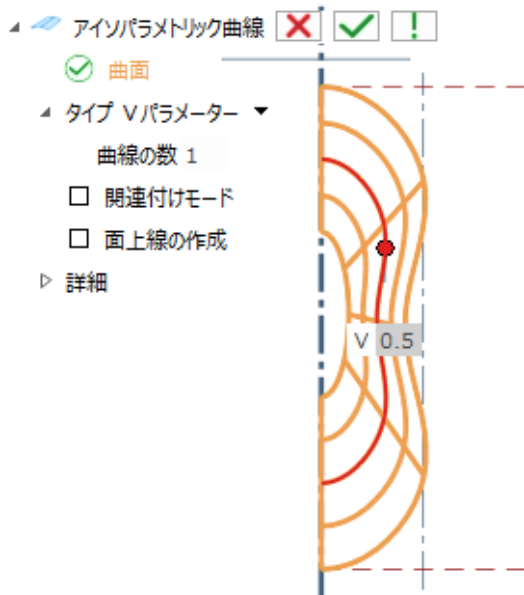 アイソパラメトリック曲線
曲面
タイプ Vパラメーター
曲線の数 1
関連付けモード
面上線の作成
詳細
V 0.5